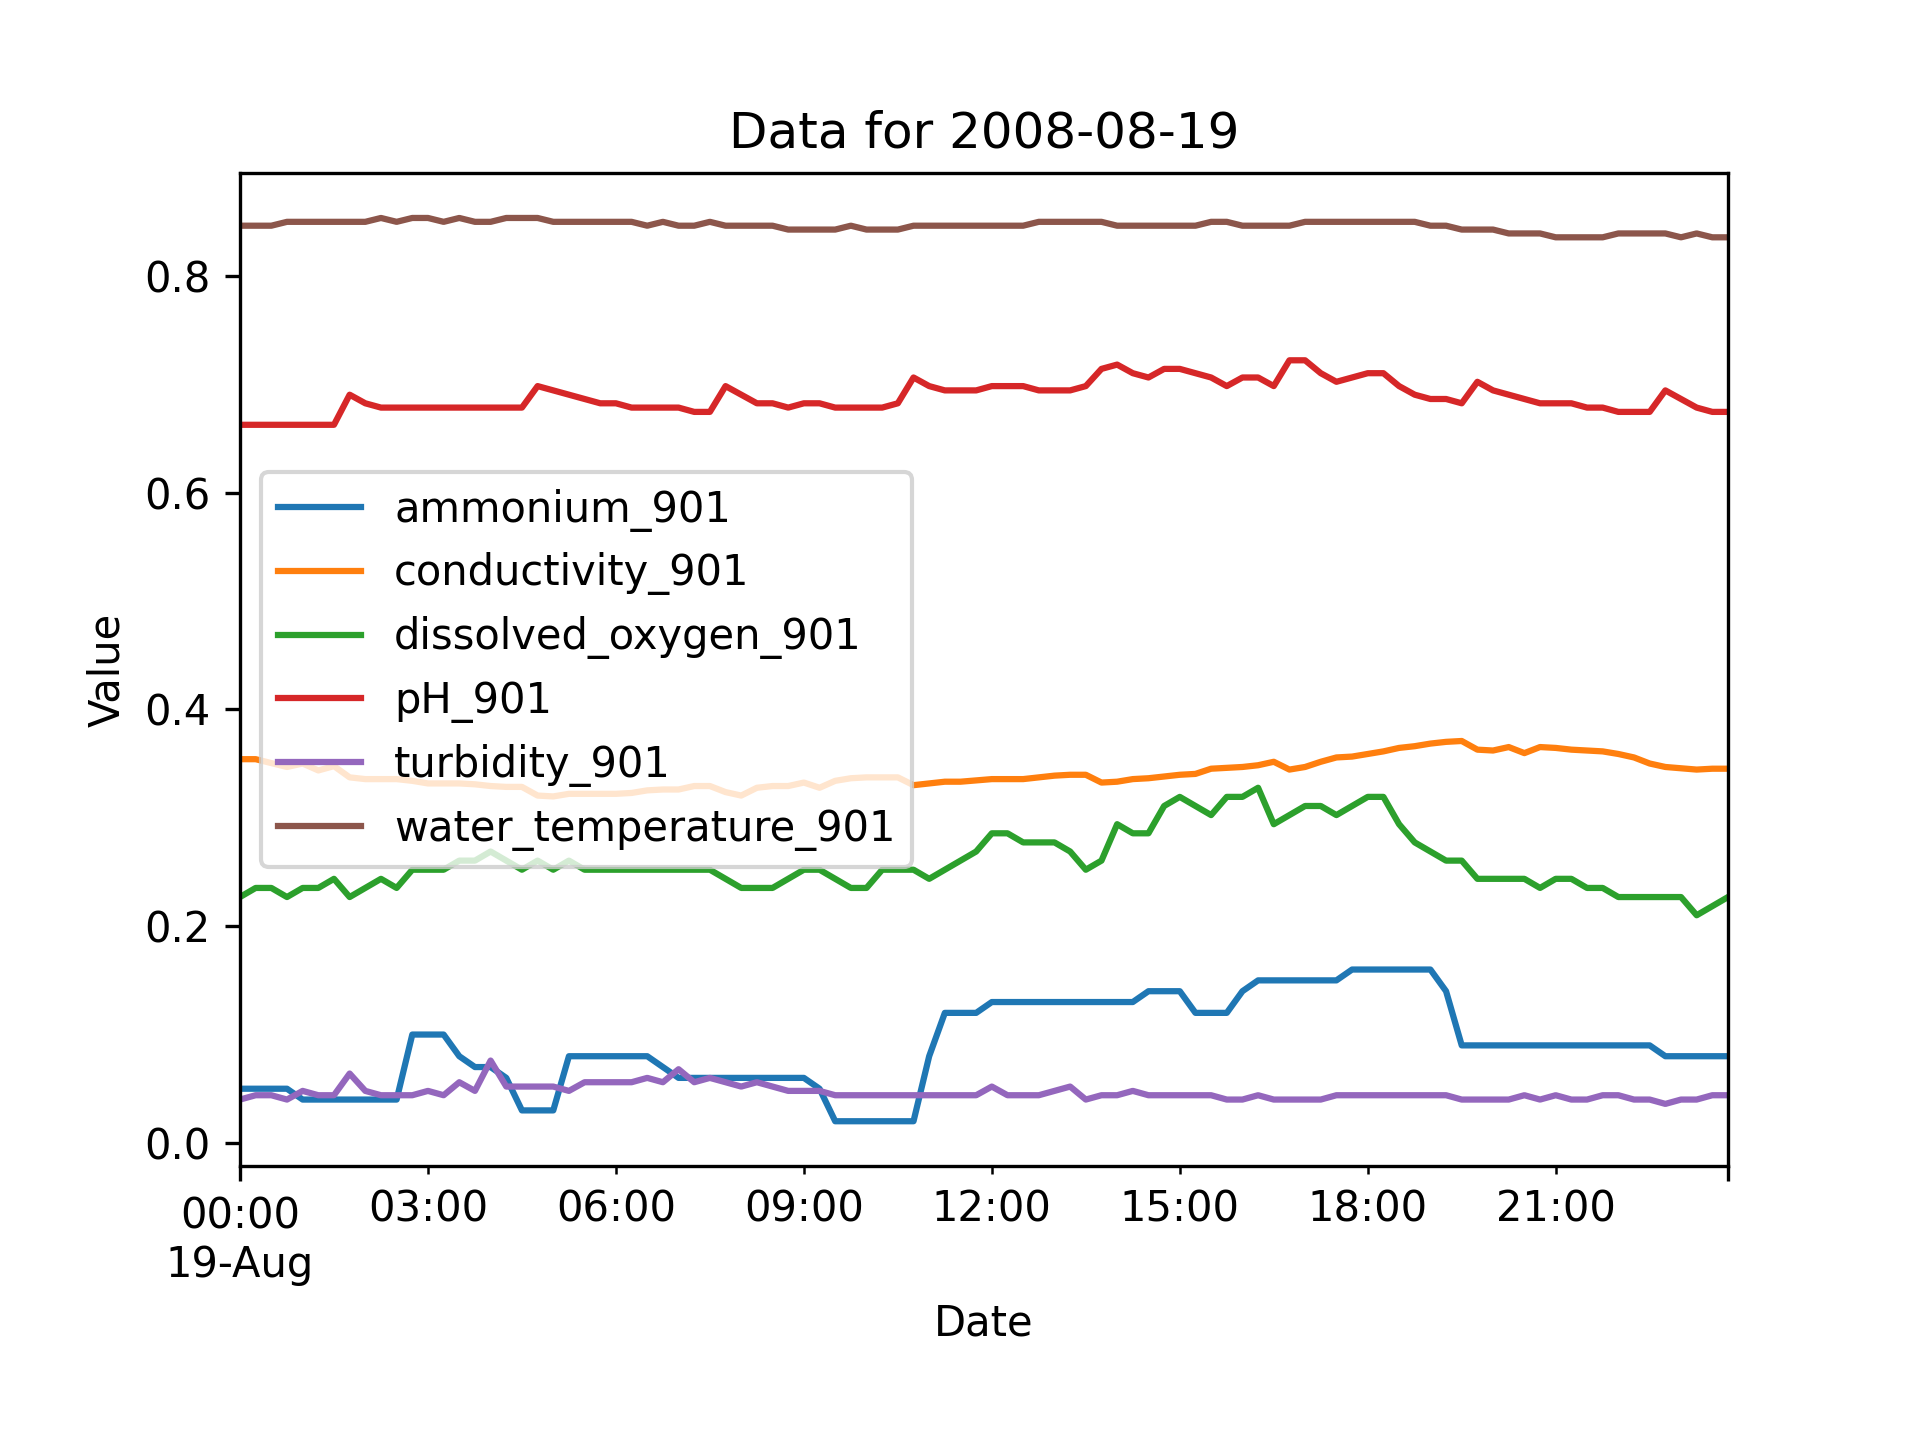 Data for 2008-08-19
Value
0.8
0.6
0.4
0.2
0.0
ammonium_901
conductivity_901
dissolved_oxygen_901
pH_901
turbidity_901
water_temperature_901
00:00 03:00 06:00 09:00 12:00 15:00 18:00 21:00
19-Aug
Date